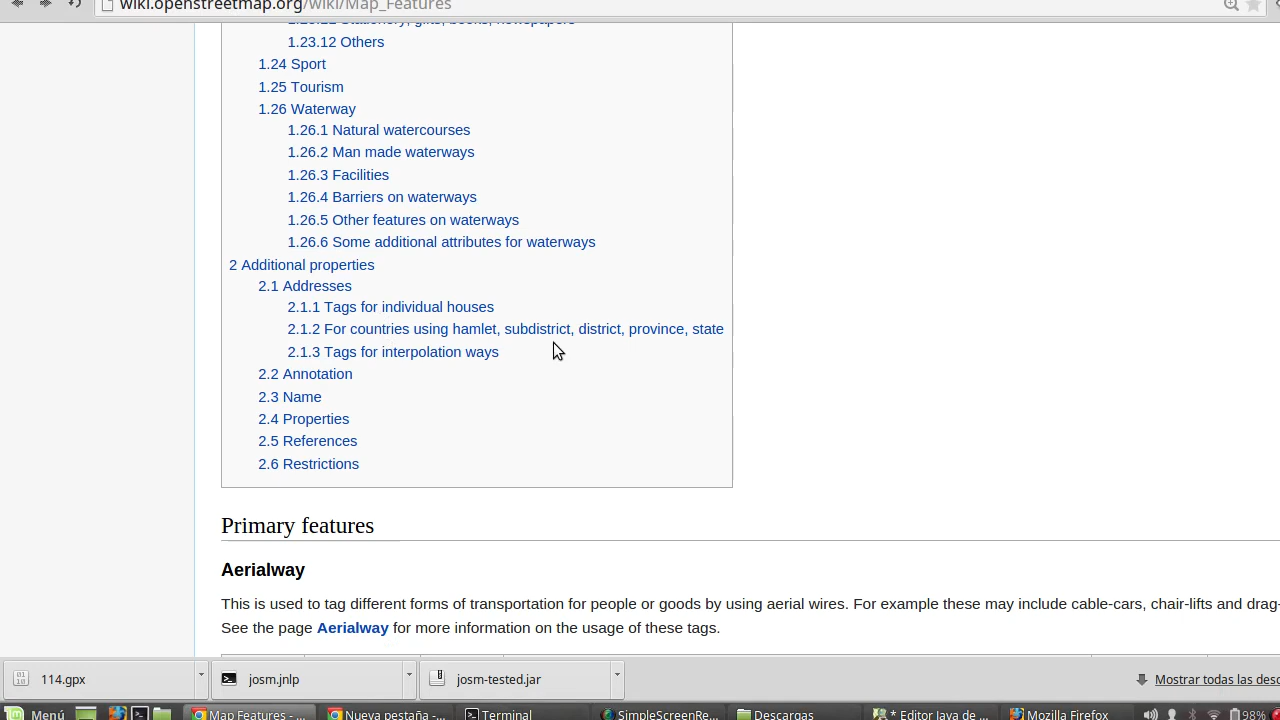 wiki.openstreetmap.org/wiki/Map_Features
1.23.11 Stationery, gifts, books, newspapers
1.23.12 Others
1.24 Sport
1.25 Tourism
1.26 Waterway
1.26.1 Natural watercourses
1.26.2 Man made waterways
1.26.3 Facilities
1.26.4 Barriers on waterways
1.26.5 Other features on waterways
1.26.6 Some additional attributes for waterways
2 Additional properties
2.1 Addresses
2.1.1 Tags for individual houses
2.1.2 For countries using hamlet, subdistrict, district, province, state
2.1.3 Tags for interpolation ways
2.2 Annotation
2.3 Name
2.4 Properties
2.5 References
2.6 Restrictions
Primary features
Aerialway
This is used to tag different forms of transportation for people or goods by using aerial wires. For example these may include cable-cars, chair-lifts and drag-
See the page Aerialway for more information on the usage of these tags.
114.gpx josm.jnlp josm-tested.jar Mostrar todas las desc
Menú Map Features - ... Nueva pestaña -... Terminal SimpleScreenRe... Descargas * Editor Java de ... Mozilla Firefox 98%